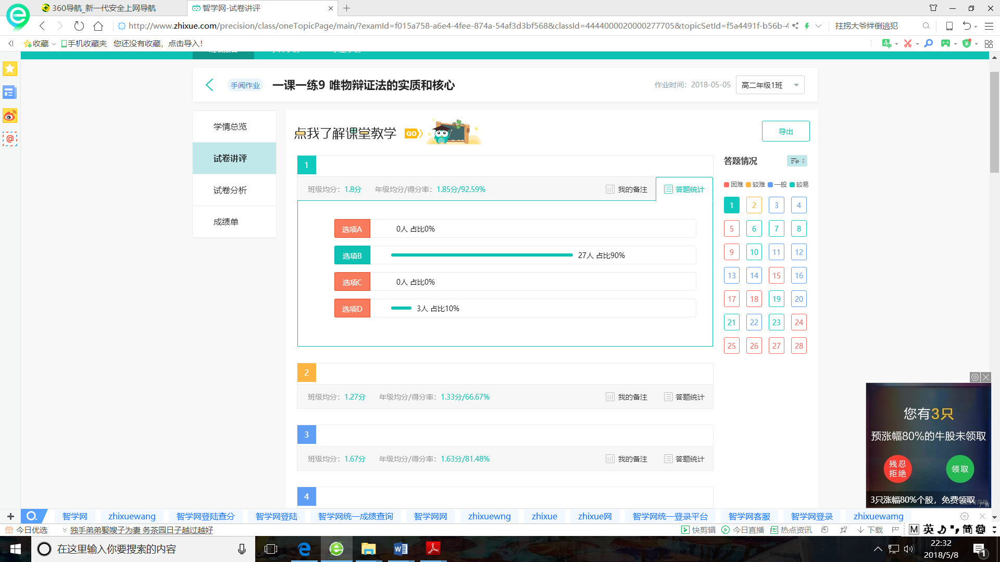 360导航_新一代安全上网导航
智学网-试卷讲评
http://www.zhixue.com/precision/class/oneTopicPage/main/?examId=f015a758-a6e4-4fee-874a-54af3d3bf568&classId=4444000020000277705&topicSetId=f5a4491f-b56b-4
拄拐大爷绊倒逃犯
收藏
手机收藏夹
您还没有收藏，点击导入！
手阅作业
一课一练9 唯物辩证法的实质和核心
作业时间：2018-05-05
高二年级1班
学情总览
试卷讲评
试卷分析
成绩单
点我了解课堂教学
GO
导出
1
班级均分：1.8分
年级均分/得分率：1.85分/92.59%
我的备注
答题统计
选项A 0人 占比0%
选项B 27人 占比90%
选项C 0人 占比0%
选项D 3人 占比10%
2
班级均分：1.27分
年级均分/得分率：1.33分/66.67%
我的备注
答题统计
3
班级均分：1.67分
年级均分/得分率：1.63分/81.48%
我的备注
答题统计
4
答题情况
困难 较难 一般 较易
1 2 3 4
5 6 7 8
9 10 11 12
13 14 15 16
17 18 19 20
21 22 23 24
25 26 27 28
您有3只
预涨幅80%的牛股未领取
残忍
拒绝
领取
3只涨幅80%个股，免费领取
广告
智学网 zhixuewang 智学网登陆查分 智学网登陆 智学网统一成绩查询 智学网网 zhixuewng zhixue zhixue网 智学网统一登录平台 智学网客服 智学网登录 zhixuewamg
今日优选
独手弟弟娶嫂子为妻 务茶园日子越过越好
快剪辑
今日直播
热点资讯
下载
M 英 简
在这里输入你要搜索的内容
22:32
2018/5/8
1